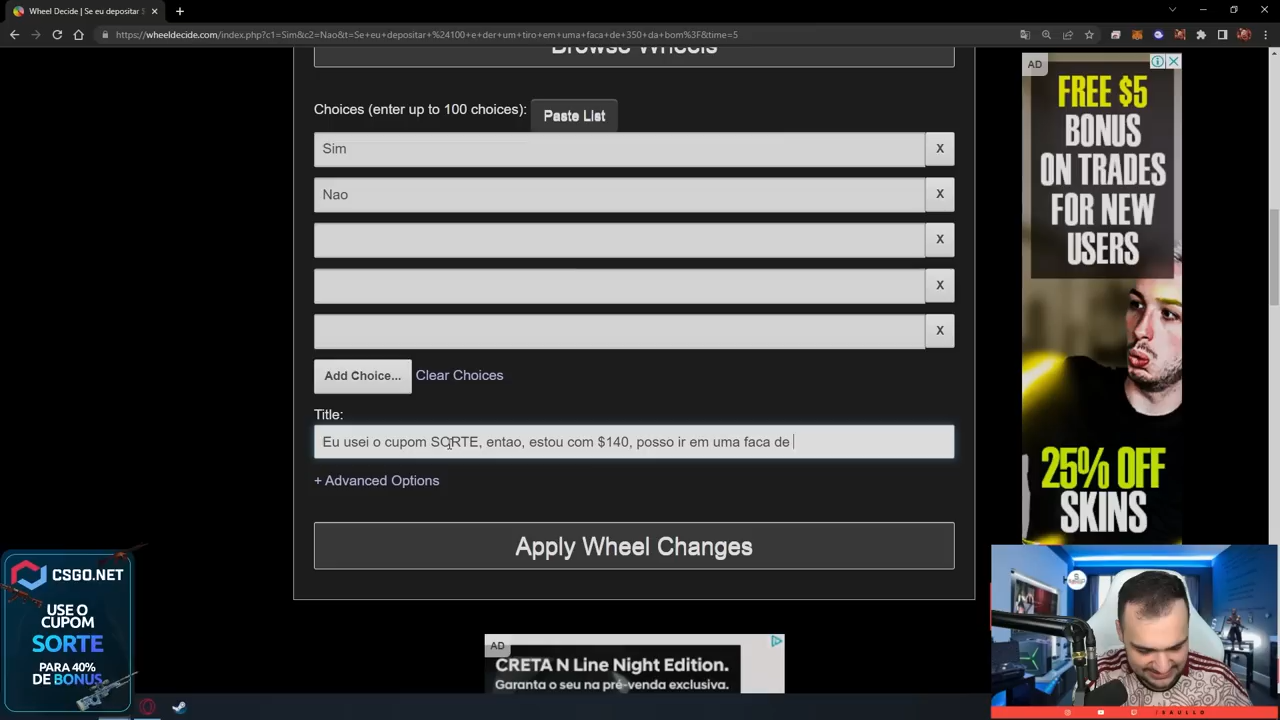 Wheel Decide | Se eu depositar $
https://wheeldecide.com/index.php?c1=Sim&c2=Nao&t=Se+eu+depositar+%24100+e+der+um+tiro+em+uma+faca+de+350+da+bom%3F&time=5
Browse Wheels
Choices (enter up to 100 choices):
Paste List
Sim
X
Nao
X
X
X
X
Add Choice...
Clear Choices
Title:
Eu usei o cupom SORTE, entao, estou com $140, posso ir em uma faca de
+ Advanced Options
Apply Wheel Changes
AD
FREE $5
BONUS
ON TRADES
FOR NEW
USERS
25% OFF
SKINS
CSGO.NET
USE O
CUPOM
SORTE
PARA 40%
DE BONUS
AD
CRETA N Line Night Edition.
Garanta o seu na pré-venda exclusiva.
ISAULLO